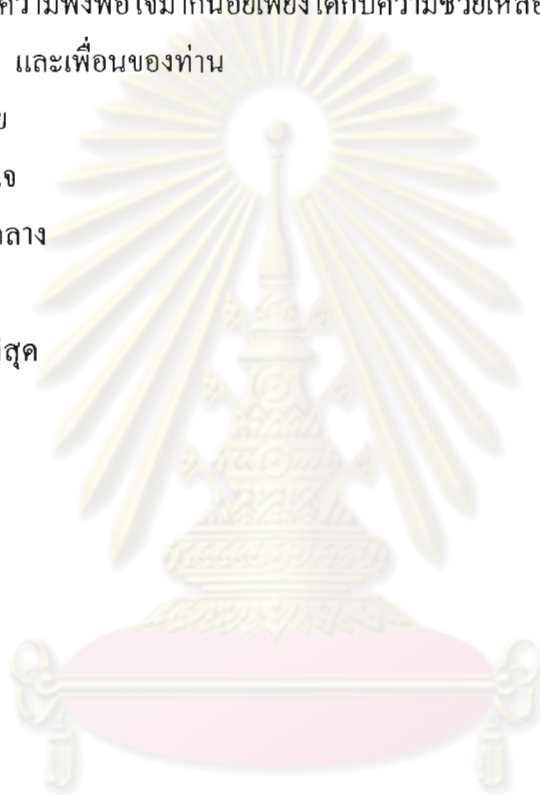 ความพึงพอใจมากน้อยเพียงใดกับความช่วยเหลือ
และเพื่อนของท่าน
ย
ใจ
กลาง
ที่สุด